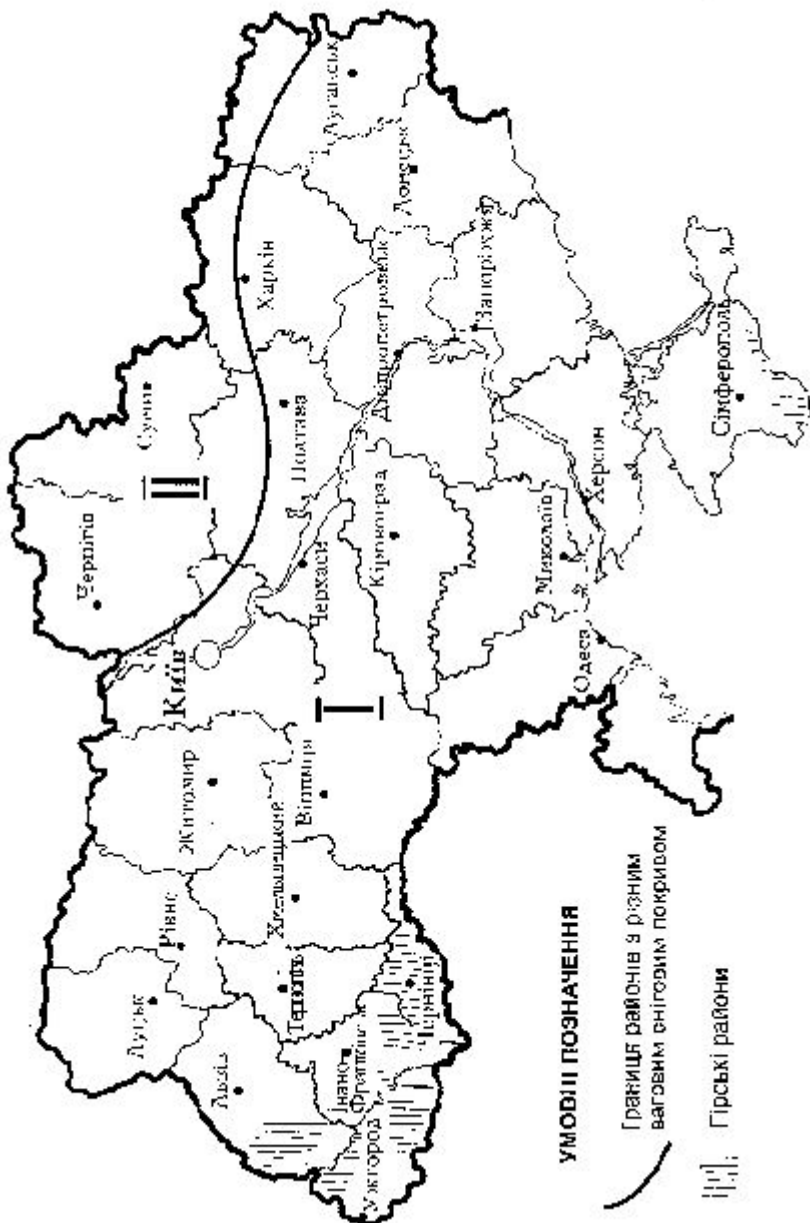 Чернігів
Суми
II
Луцьк
Рівне
Житомир
Київ
Харків
Луганськ
Львів
Тернопіль
Хмельницький
Вінниця
I
Черкаси
Полтава
Донецьк
Ужгород
Івано
Франківськ
Чернівці
Кіровоград
Дніпропетровськ
Запоріжжя
Миколаїв
Херсон
Одеса
Сімферополь
УМОВНІ ПОЗНАЧЕННЯ
Границя районів з різним
ваговим сніговим покривом
Гірські райони